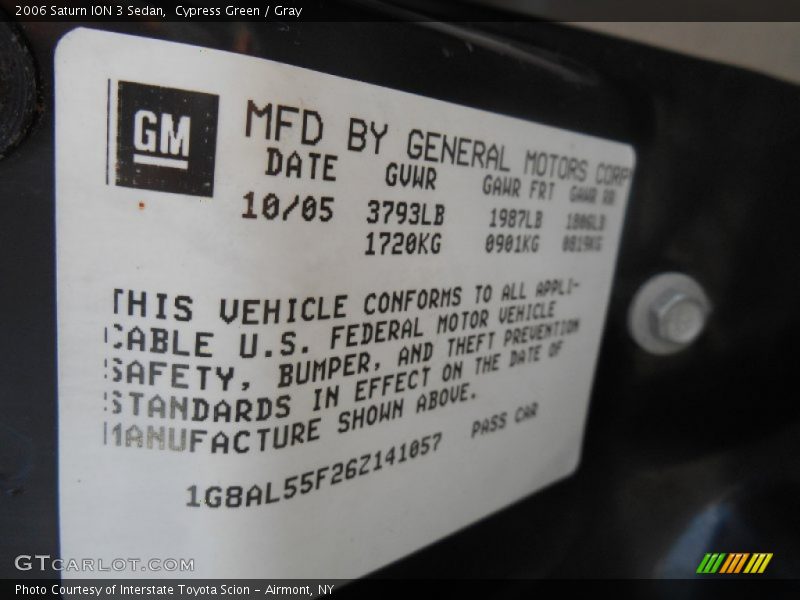 2006 Saturn ION 3 Sedan,  Cypress Green / Gray
GM
MFD BY GENERAL MOTORS CORP
DATE GVWR GAWR FRT GAWR RR
10/05 3793LB 1987LB 1806LB
1720KG 0901KG 0819KG
THIS VEHICLE CONFORMS TO ALL APPLI-
CABLE U.S. FEDERAL MOTOR VEHICLE
SAFETY, BUMPER, AND THEFT PREVENTION
STANDARDS IN EFFECT ON THE DATE OF
MANUFACTURE SHOWN ABOVE.
1G8AL55F26Z141057 PASS CAR
GTCARLOT.COM
Photo Courtesy of Interstate Toyota Scion - Airmont, NY